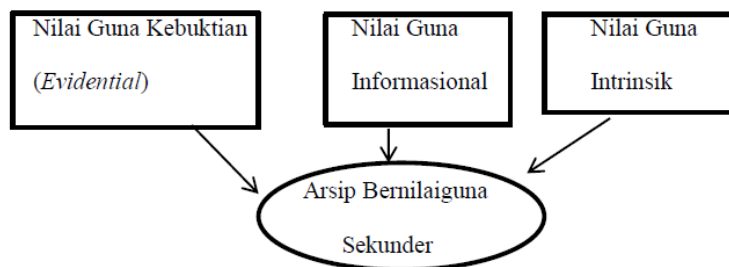 Nilai Guna Kebuktian
(Evidential)
Nilai Guna
Informasional
Nilai Guna
Intrinsik
Arsip Bernilaiguna
Sekunder